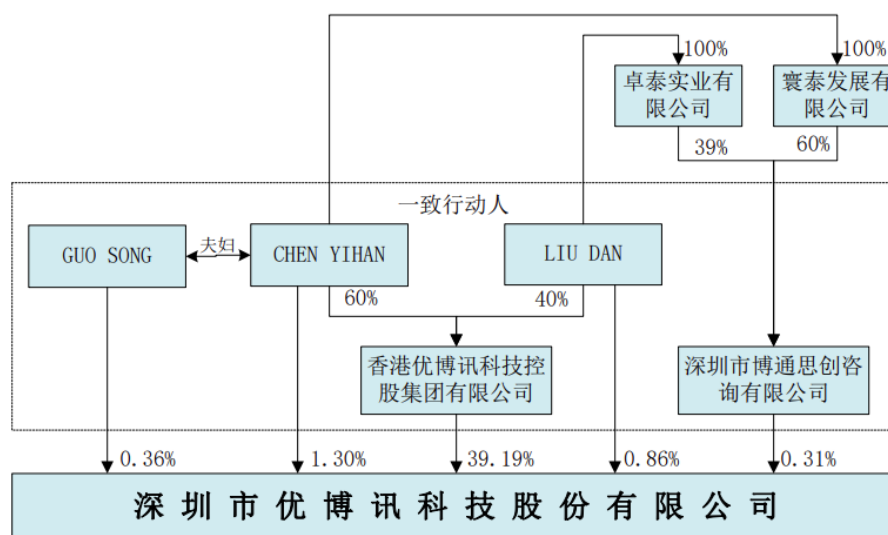 100%
100%
卓泰实业有
限公司
寰泰发展有
限公司
39%
60%
一致行动人
GUO SONG
夫妇
CHEN YIHAN
LIU DAN
60%
40%
香港优博讯科技控
股集团有限公司
深圳市博通思创咨
询有限公司
0.36%
1.30%
39.19%
0.86%
0.31%
深圳市优博讯科技股份有限公司